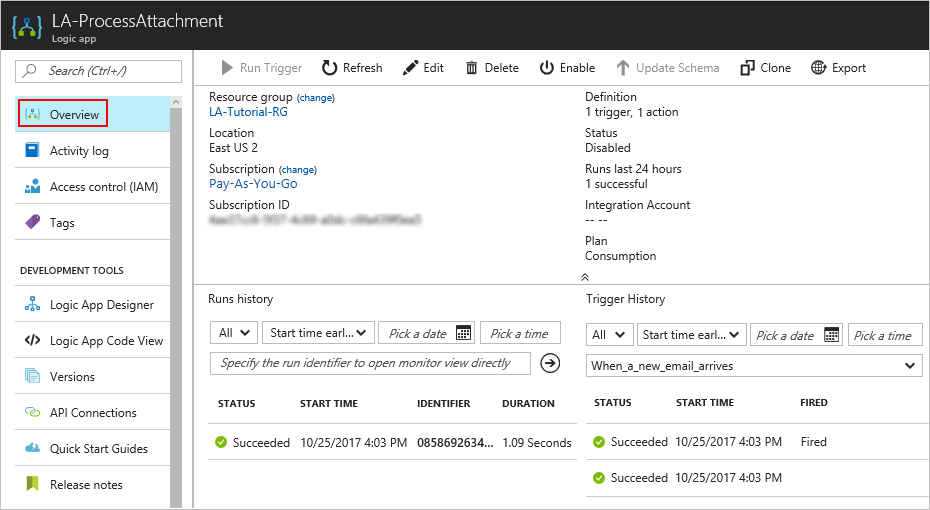 LA-ProcessAttachment
Logic app
Search (Ctrl+/)
Overview
Activity log
Access control (IAM)
Tags
DEVELOPMENT TOOLS
Logic App Designer
Logic App Code View
Versions
API Connections
Quick Start Guides
Release notes
Run Trigger Refresh Edit Delete Enable Update Schema Clone Export
Resource group (change)
LA-Tutorial-RG
Location
East US 2
Subscription (change)
Pay-As-You-Go
Subscription ID
Definition
1 trigger, 1 action
Status
Disabled
Runs last 24 hours
1 successful
Integration Account
-- --
Plan
Consumption
Runs history
All Start time earl... Pick a date Pick a time
Specify the run identifier to open monitor view directly
STATUS START TIME IDENTIFIER DURATION
Succeeded 10/25/2017 4:03 PM 0858692634... 1.09 Seconds
Trigger History
All Start time earl... Pick a date Pick a time
When_a_new_email_arrives
STATUS START TIME FIRED
Succeeded 10/25/2017 4:03 PM Fired
Succeeded 10/25/2017 4:03 PM